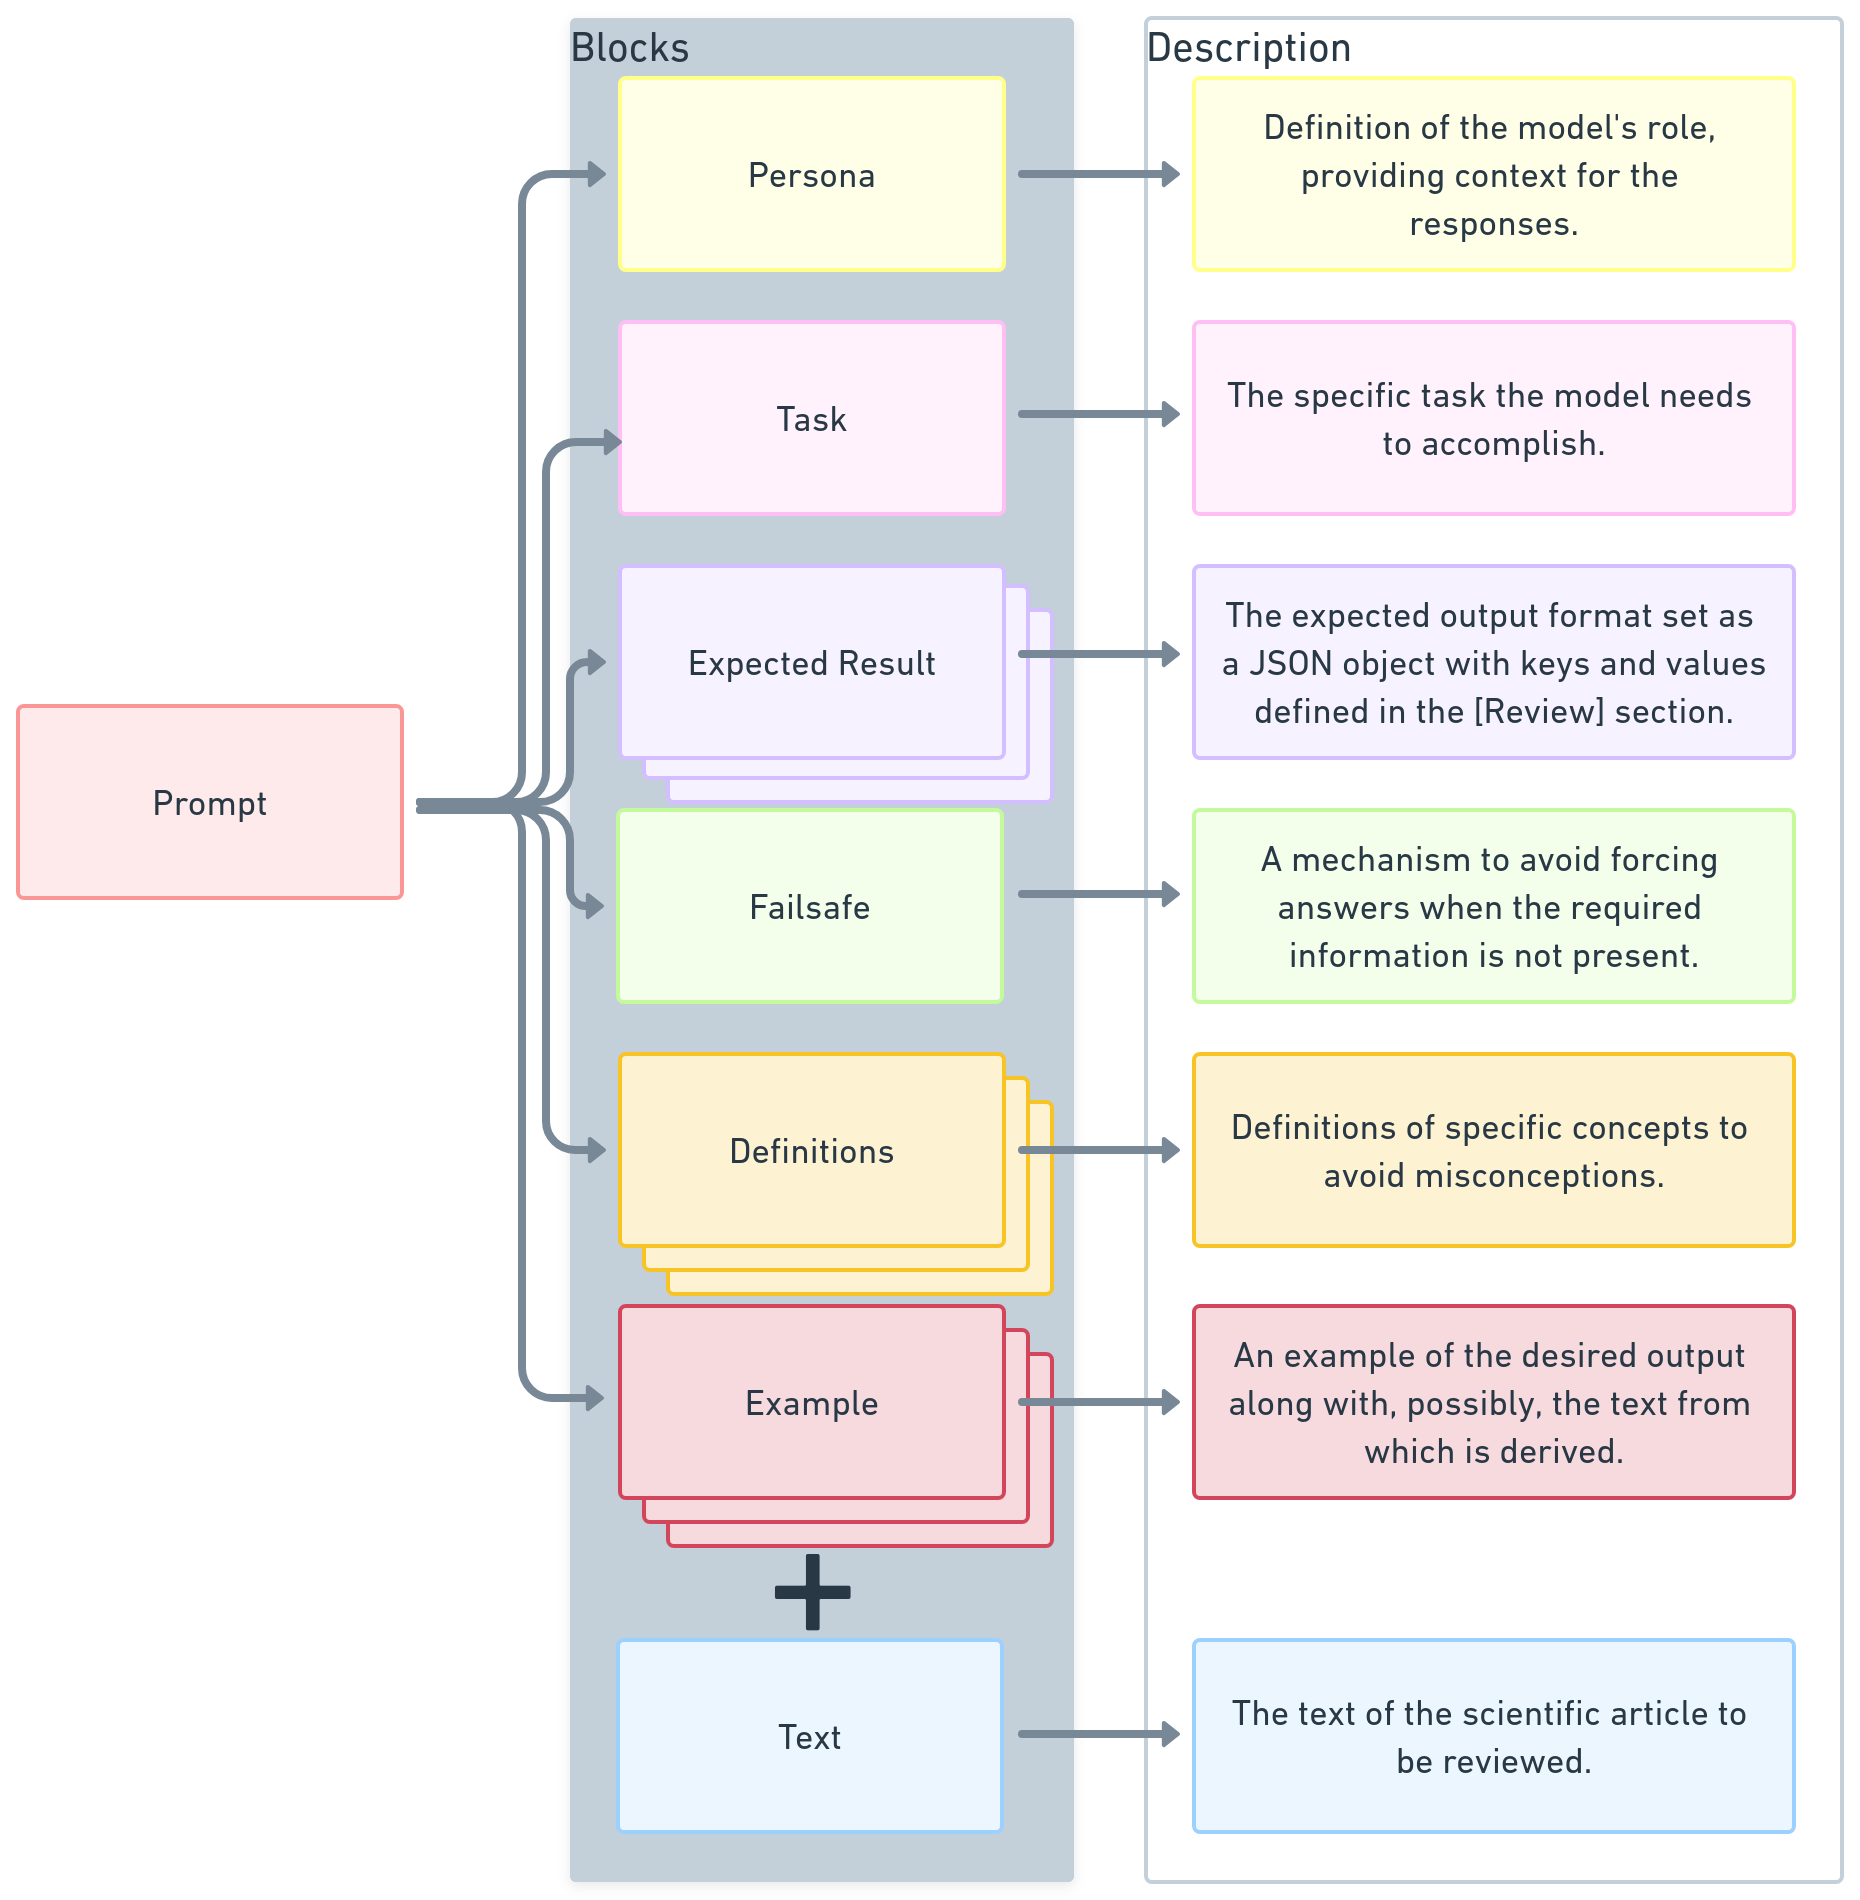 Blocks
Description
Persona
Definition of the model's role,
providing context for the
responses.
Task
The specific task the model needs
to accomplish.
Expected Result
The expected output format set as
a JSON object with keys and values
defined in the [Review] section.
Prompt
Failsafe
A mechanism to avoid forcing
answers when the required
information is not present.
Definitions
Definitions of specific concepts to
avoid misconceptions.
Example
An example of the desired output
along with, possibly, the text from
which is derived.
+
Text
The text of the scientific article to
be reviewed.